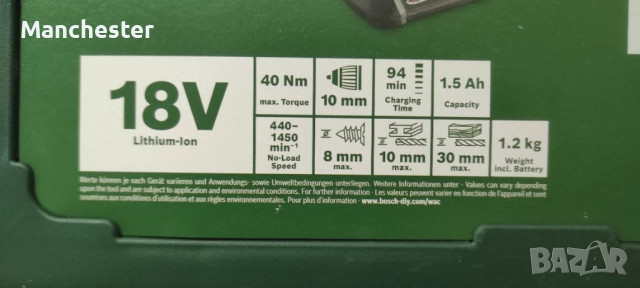 Manchester
18V
Lithium-Ion
40 Nm
max. Torque
10 mm
94
min
Charging
Time
1.5 Ah
Capacity
440–
1450
min⁻¹
No-Load
Speed
8 mm
max.
10 mm
max.
30 mm
max.
1.2 kg
Weight
incl. Battery
Werte können je nach Gerät variieren und Anwendungs- sowie Umweltbedingungen unterliegen. Weitere Informationen unter · Values can vary depending
upon the tool and are subject to application and environmental conditions. For further information · Les valeurs peuvent varier en fonction de l'appareil et sont
soumises aux conditions d'utilisation et aux règles environnementales. Pour plus d'information · www.bosch-diy.com/wac
BAZAR